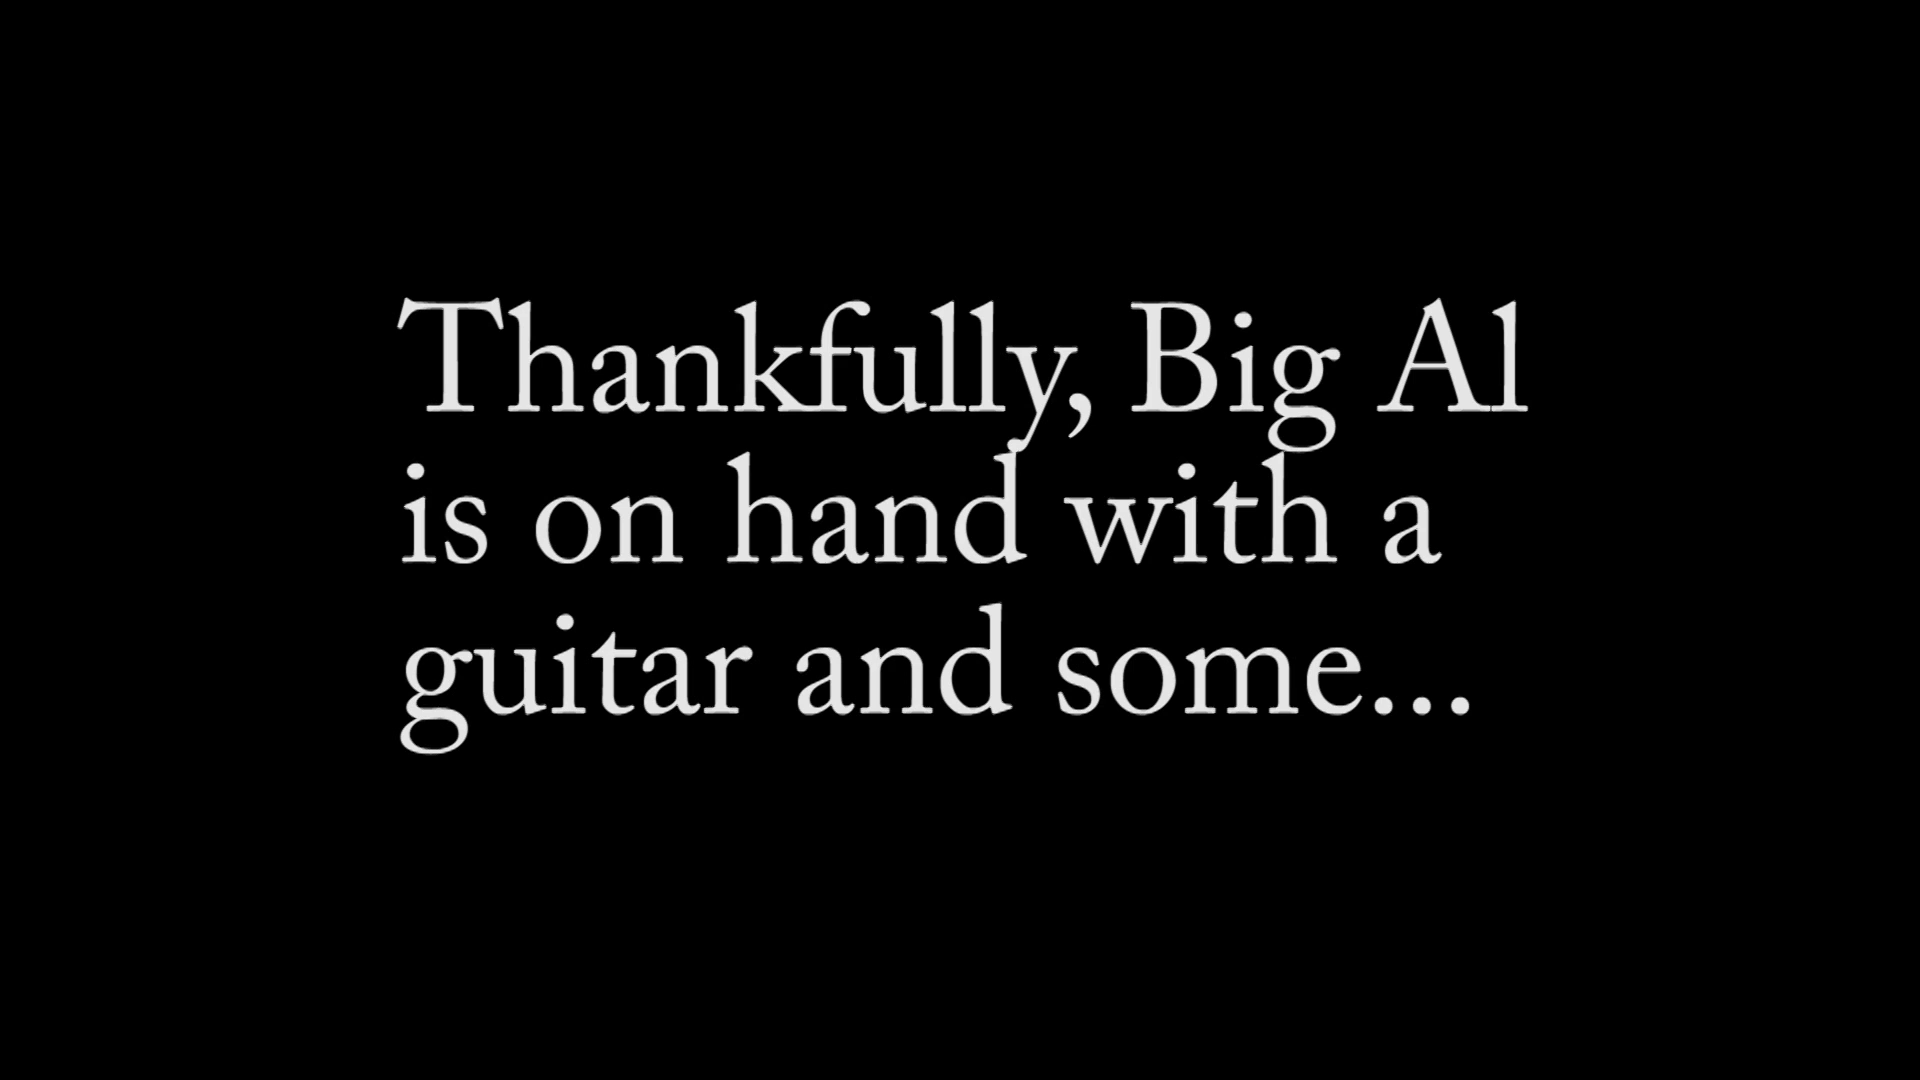 Thankfully, Big Al
is on hand with a
guitar and some...